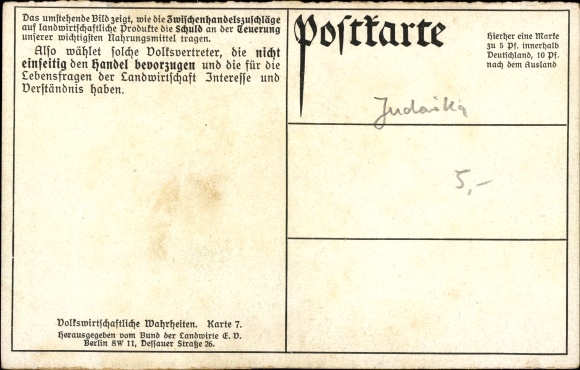 Das umstehende Bild zeigt, wie die Zwischenhandelszuschläge
auf landwirtschaftliche Produkte die Schuld an der Teuerung
unserer wichtigsten Nahrungsmittel tragen.
Also wählet solche Volksvertreter, die nicht
einseitig den Handel bevorzugen und die für die
Lebensfragen der Landwirtschaft Interesse und
Verständnis haben.
Volkswirtschaftliche Wahrheiten. Karte 7.
Herausgegeben vom Bund der Landwirte E. V.
Berlin SW 11, Dessauer Straße 26.
Postkarte
Hierher eine Marke
zu 5 Pf. innerhalb
Deutschland, 10 Pf.
nach dem Ausland
Judaika
5,-